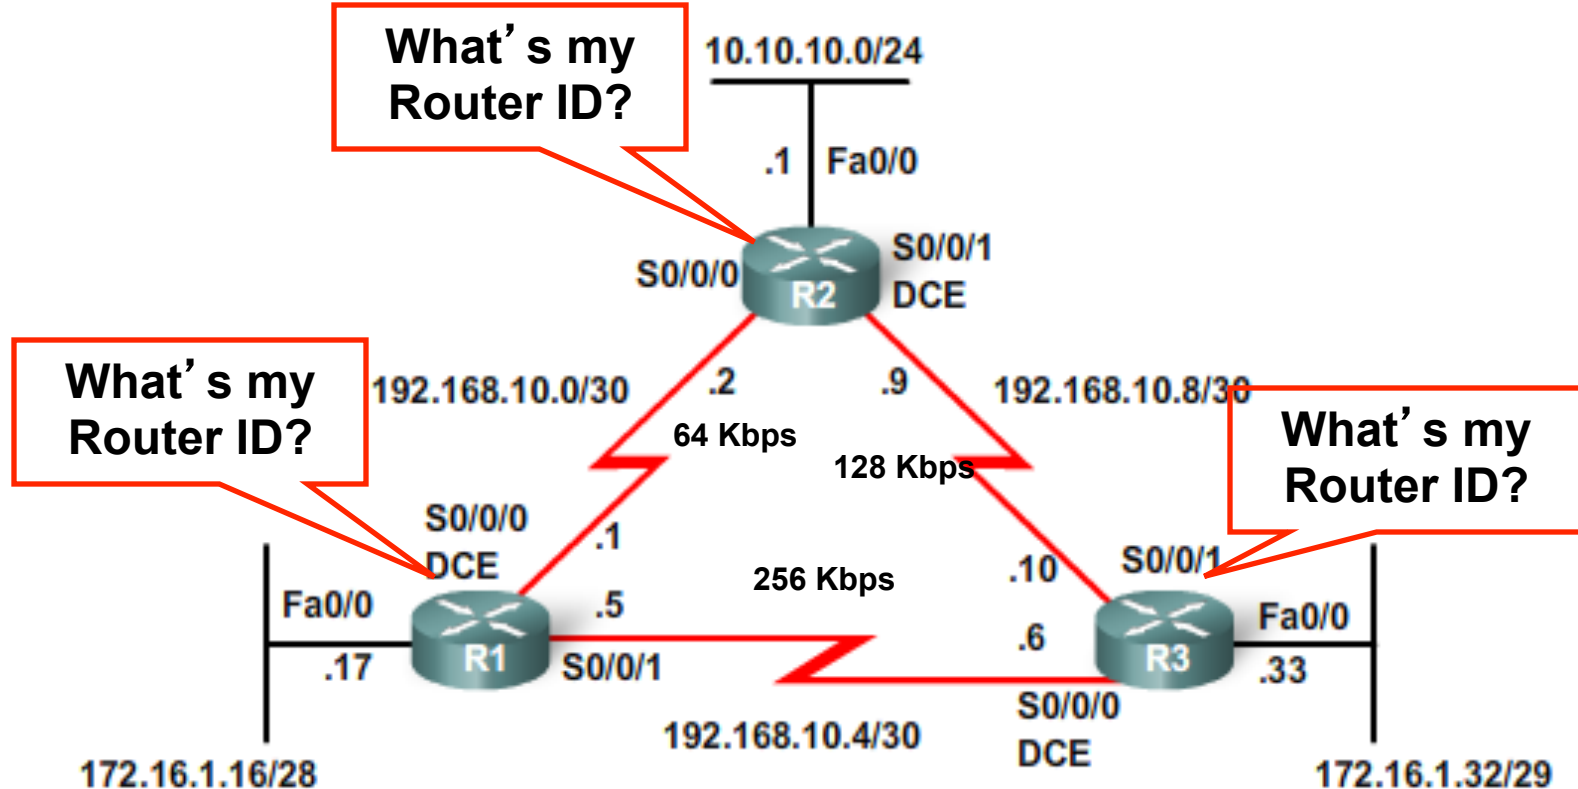 What's my
Router ID?
10.10.10.0/24
.1 Fa0/0
S0/0/0
S0/0/1
DCE
R2
What's my
Router ID?
192.168.10.0/30
.2
.9
192.168.10.8/30
64 Kbps
128 Kbps
What's my
Router ID?
S0/0/0
DCE
.1
256 Kbps
.10
S0/0/1
Fa0/0
.5
.6
Fa0/0
.17
R1
S0/0/1
R3
.33
S0/0/0
DCE
192.168.10.4/30
172.16.1.16/28
172.16.1.32/29